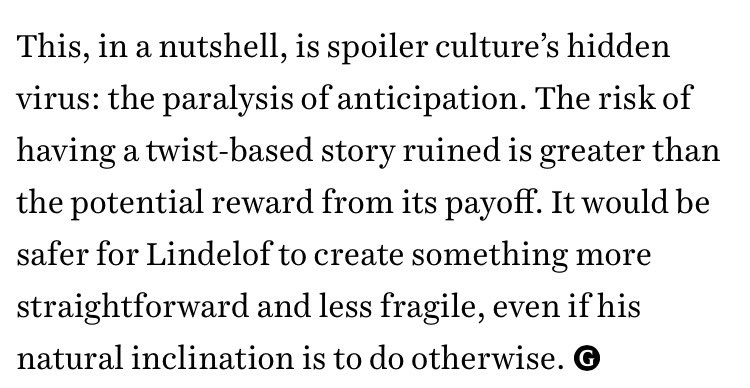 This, in a nutshell, is spoiler culture’s hidden
virus: the paralysis of anticipation. The risk of
having a twist-based story ruined is greater than
the potential reward from its payoff. It would be
safer for Lindelof to create something more
straightforward and less fragile, even if his
natural inclination is to do otherwise. G